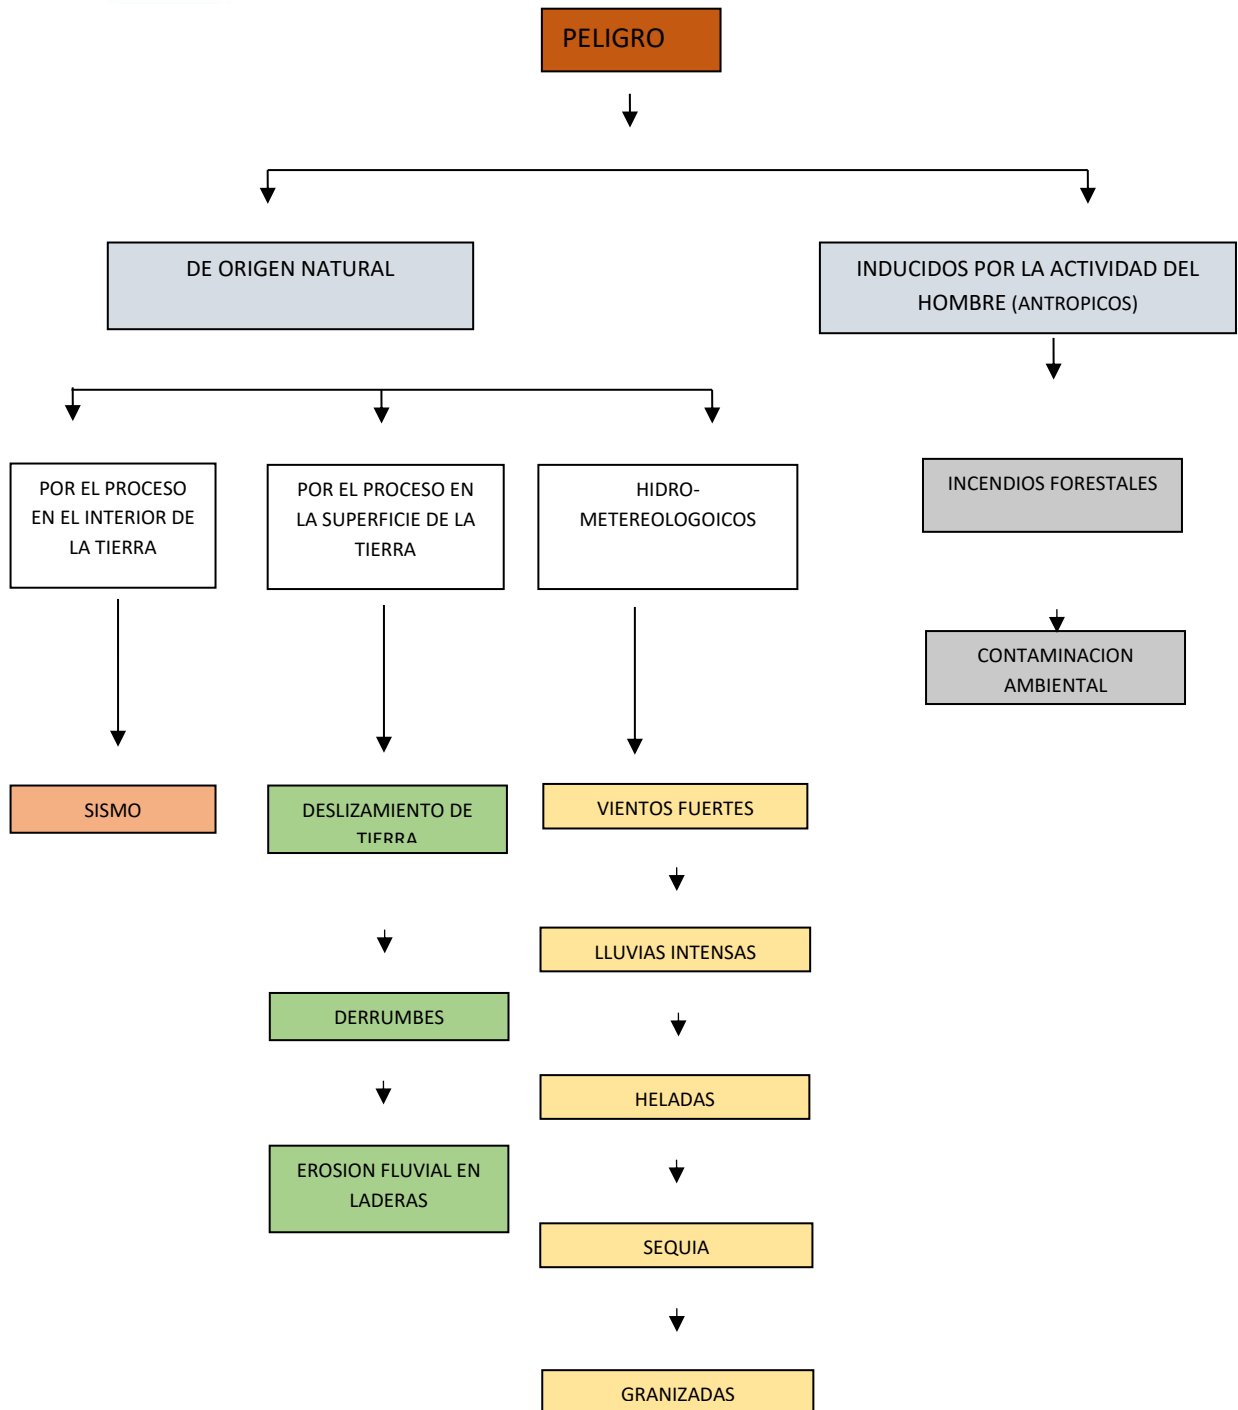 PELIGRO
DE ORIGEN NATURAL
INDUCIDOS POR LA ACTIVIDAD DEL
HOMBRE (ANTROPICOS)
POR EL PROCESO
EN EL INTERIOR DE
LA TIERRA
POR EL PROCESO EN
LA SUPERFICIE DE LA
TIERRA
HIDRO-
METEREOLOGOICOS
INCENDIOS FORESTALES
CONTAMINACION
AMBIENTAL
SISMO
DESLIZAMIENTO DE
TIERRA
VIENTOS FUERTES
LLUVIAS INTENSAS
DERRUMBES
HELADAS
EROSION FLUVIAL EN
LADERAS
SEQUIA
GRANIZADAS